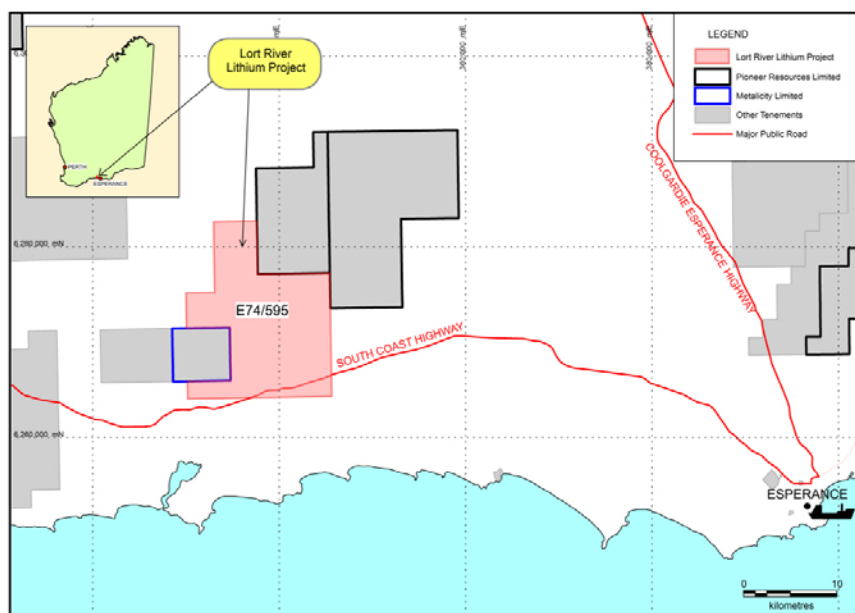 Lort River
Lithium Project
PERTH
ESPERANCE
LEGEND
Lort River Lithium Project
Pioneer Resources Limited
Metalicity Limited
Other Tenements
Major Public Road
COOLGARDIE ESPERANCE HIGHWAY
6,280,000, mN
E74/595
SOUTH COAST HIGHWAY
6,260,000, mN
ESPERANCE
0
10
kilometres